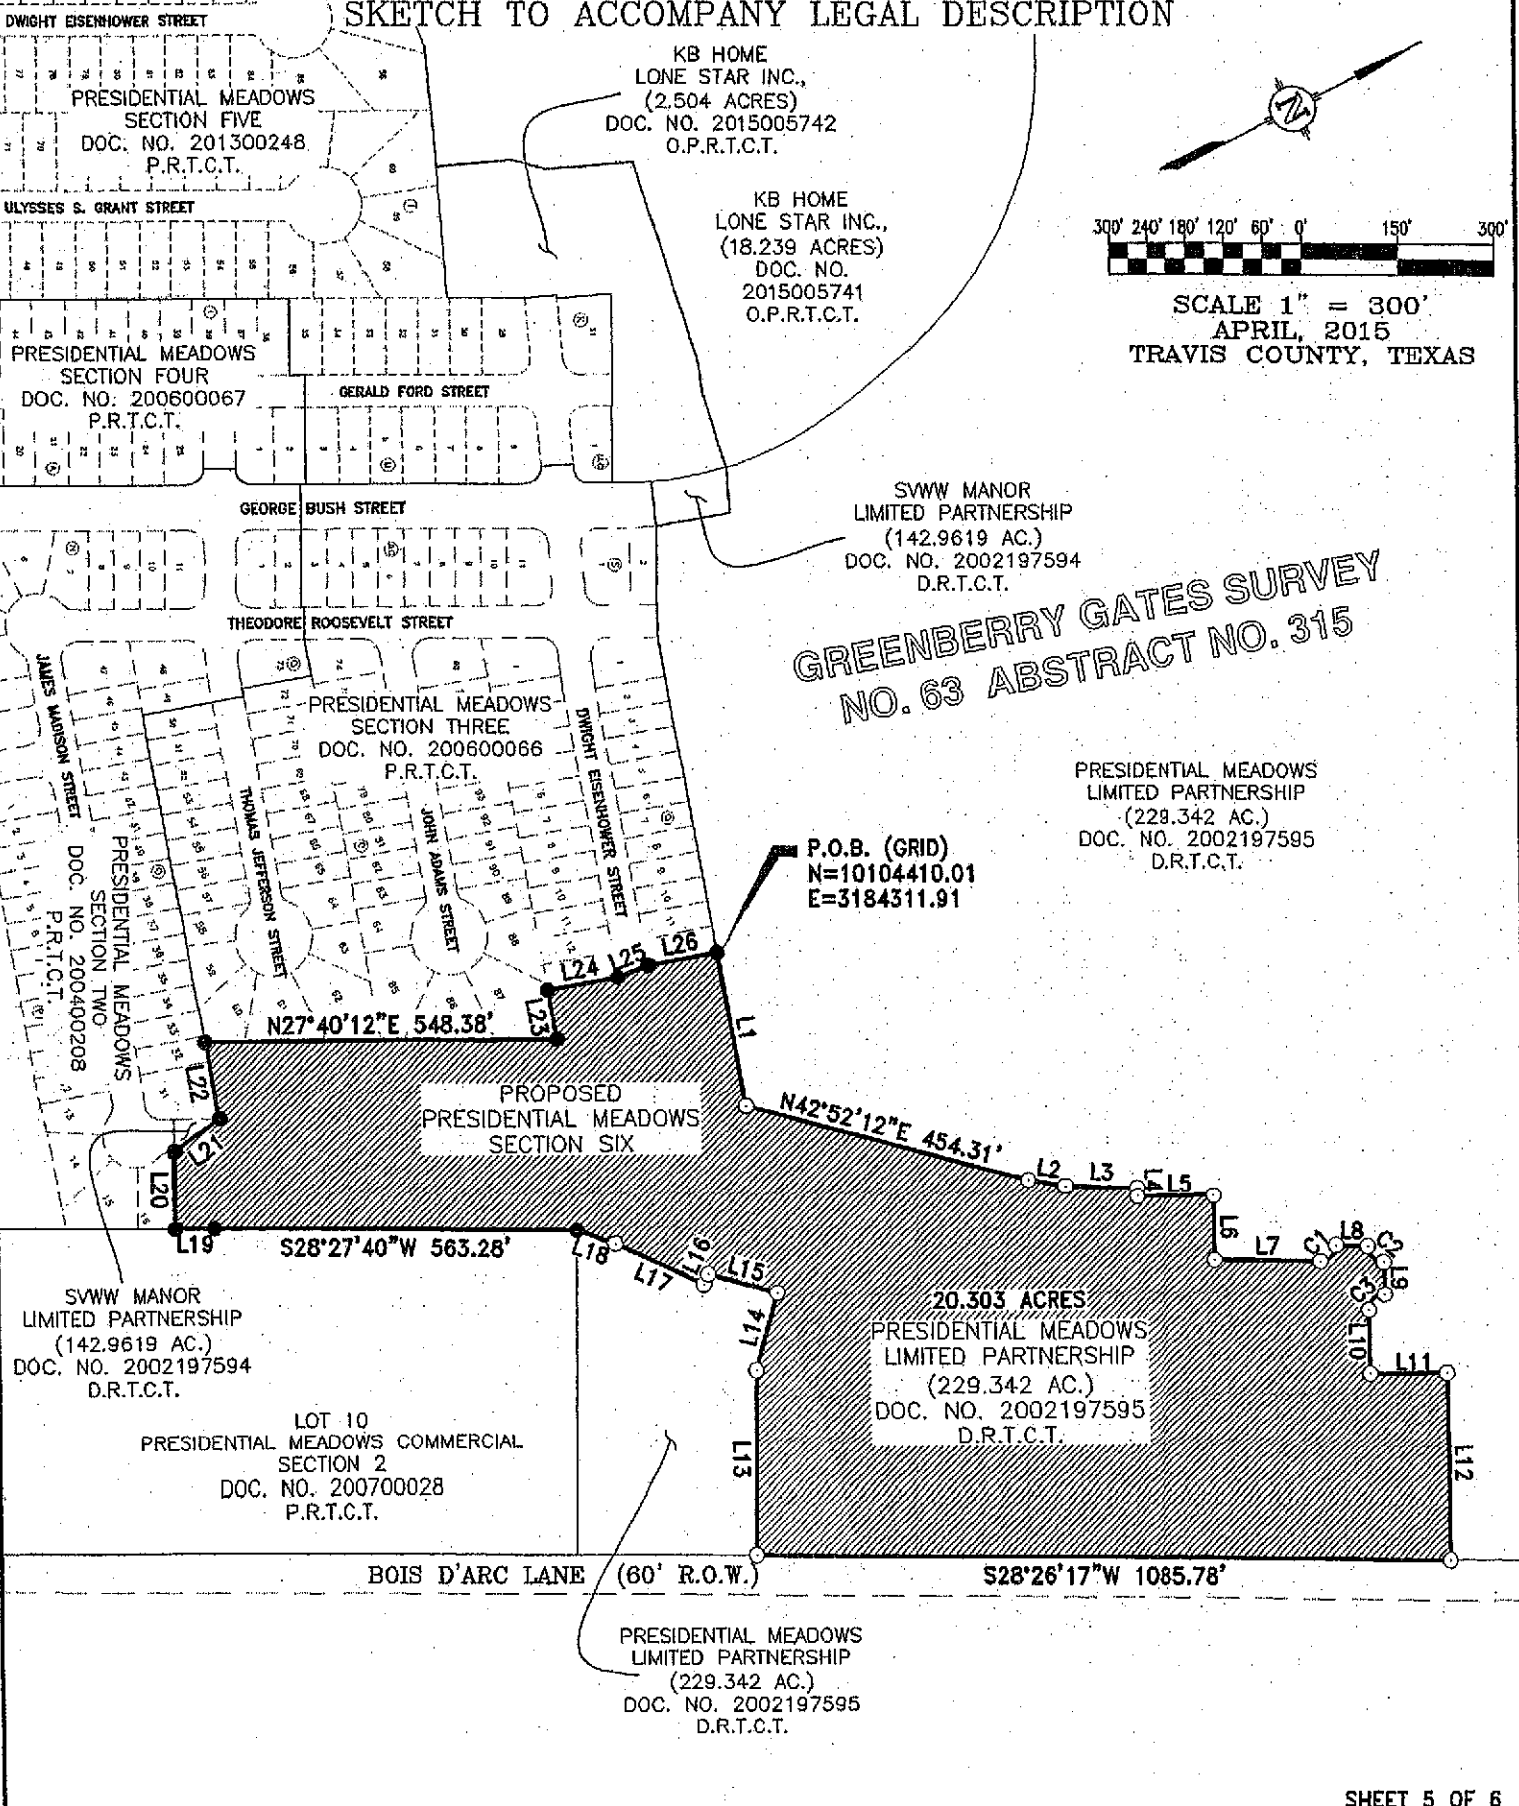 SKETCH TO ACCOMPANY LEGAL DESCRIPTION
DWIGHT EISENHOWER STREET
PRESIDENTIAL MEADOWS
SECTION FIVE
DOC. NO. 201300248
P.R.T.C.T.
ULYSSES S. GRANT STREET
KB HOME
LONE STAR INC.,
(2.504 ACRES)
DOC. NO. 2015005742
O.P.R.T.C.T.
KB HOME
LONE STAR INC.,
(18.239 ACRES)
DOC. NO.
2015005741
O.P.R.T.C.T.
N
300' 240' 180' 120' 60' 0' 150' 300'
SCALE 1" = 300'
APRIL, 2015
TRAVIS COUNTY, TEXAS
PRESIDENTIAL MEADOWS
SECTION FOUR
DOC. NO. 200600067
P.R.T.C.T.
GERALD FORD STREET
GEORGE BUSH STREET
SVWW MANOR
LIMITED PARTNERSHIP
(142.9619 AC.)
DOC. NO. 2002197594
D.R.T.C.T.
GREENBERRY GATES SURVEY
NO. 63 ABSTRACT NO. 315
THEODORE ROOSEVELT STREET
JAMES MADISON STREET
PRESIDENTIAL MEADOWS
SECTION THREE
DOC. NO. 200600066
P.R.T.C.T.
DWIGHT EISENHOWER STREET
THOMAS JEFFERSON STREET
JOHN ADAMS STREET
PRESIDENTIAL MEADOWS
SECTION TWO
DOC. NO. 200400208
P.R.T.C.T.
PRESIDENTIAL MEADOWS
LIMITED PARTNERSHIP
(229.342 AC.)
DOC. NO. 2002197595
D.R.T.C.T.
P.O.B. (GRID)
N=10104410.01
E=3184311.91
L26
L25
L24
L23
L1
N27°40'12"E 548.38'
L22
L21
L20
L19
PROPOSED
PRESIDENTIAL MEADOWS
SECTION SIX
N42°52'12"E 454.31'
L2
L3
L4
L5
L6
L7
C1
L8
C2
L9
C3
L10
L11
L12
S28°27'40"W 563.28'
L18
L17
L16
L15
L14
L13
20.303 ACRES
PRESIDENTIAL MEADOWS
LIMITED PARTNERSHIP
(229.342 AC.)
DOC. NO. 2002197595
D.R.T.C.T.
SVWW MANOR
LIMITED PARTNERSHIP
(142.9619 AC.)
DOC. NO. 2002197594
D.R.T.C.T.
LOT 10
PRESIDENTIAL MEADOWS COMMERCIAL
SECTION 2
DOC. NO. 200700028
P.R.T.C.T.
BOIS D'ARC LANE (60' R.O.W.)
S28°26'17"W 1085.78'
PRESIDENTIAL MEADOWS
LIMITED PARTNERSHIP
(229.342 AC.)
DOC. NO. 2002197595
D.R.T.C.T.
SHEET 5 OF 6